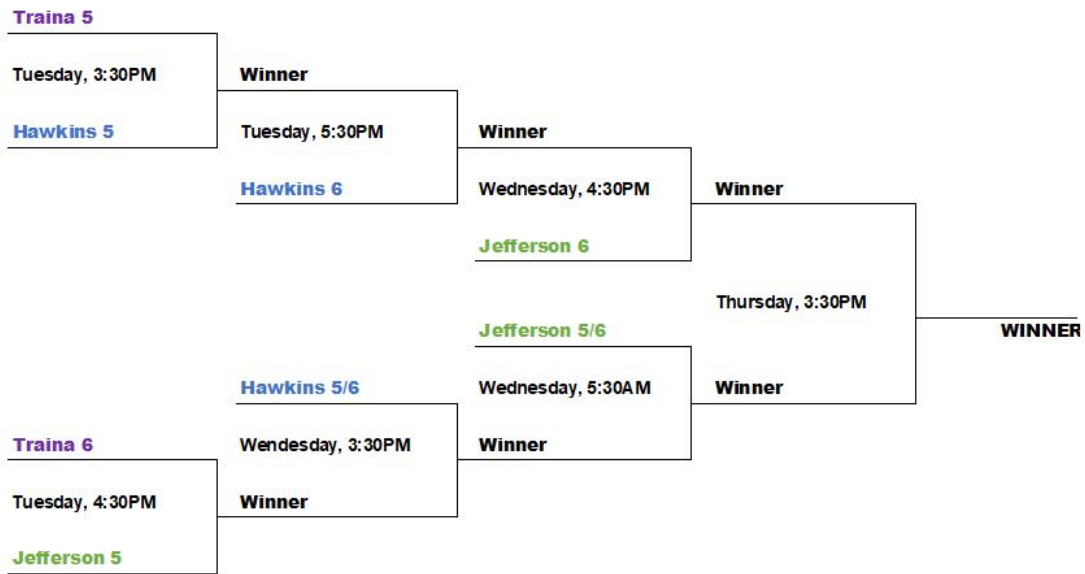 Traina 5
Tuesday, 3:30PM
Winner
Hawkins 5
Tuesday, 5:30PM
Winner
Hawkins 6
Wednesday, 4:30PM
Winner
Jefferson 6
Thursday, 3:30PM
Jefferson 5/6
WINNER
Hawkins 5/6
Wednesday, 5:30AM
Winner
Traina 6
Wendesday, 3:30PM
Winner
Tuesday, 4:30PM
Winner
Jefferson 5